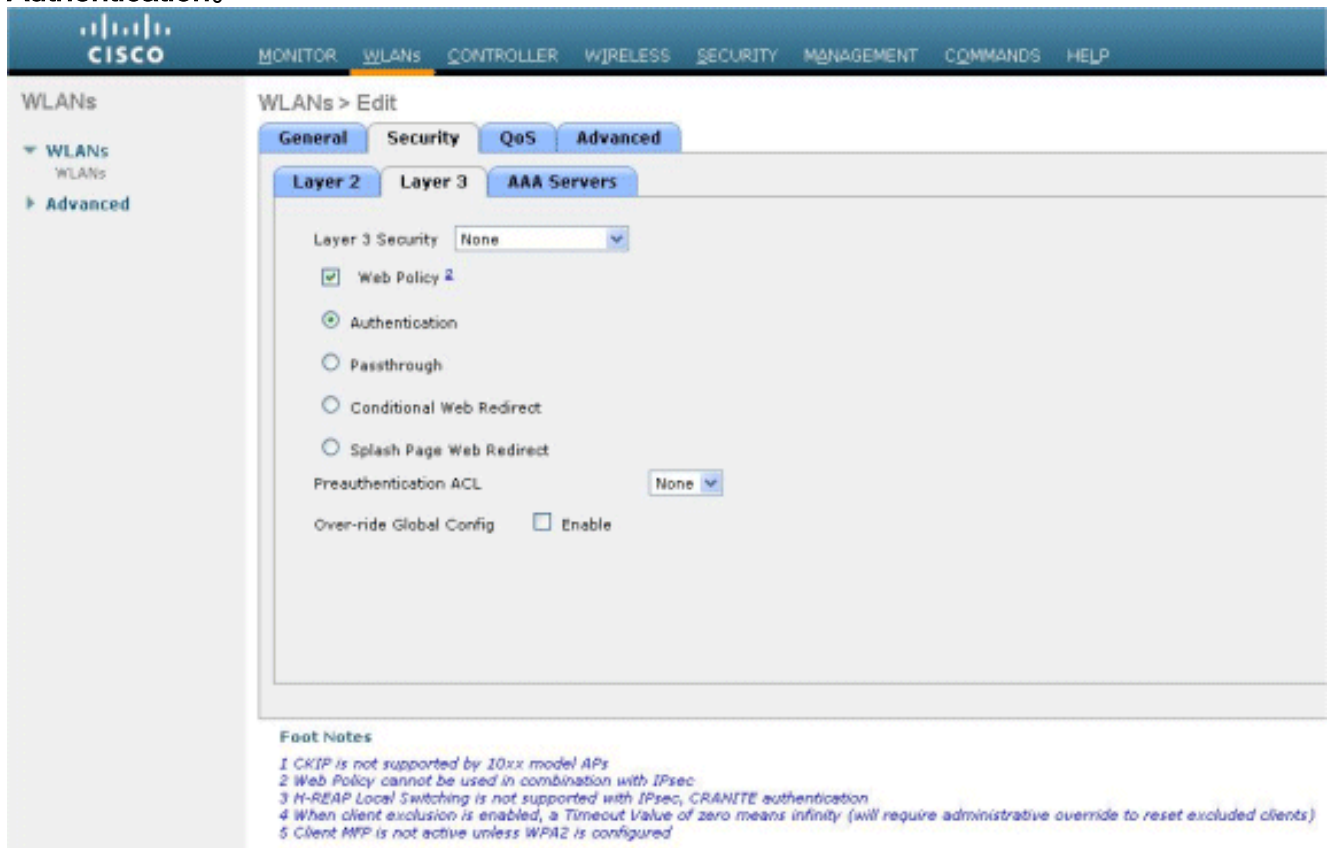 Authentication。
CISCO
MONITOR WLANs CONTROLLER WIRELESS SECURITY MANAGEMENT COMMANDS HELP
WLANs
WLANs
WLANs
Advanced
WLANs > Edit
General Security QoS Advanced
Layer 2 Layer 3 AAA Servers
Layer 3 Security None
Web Policy 2
Authentication
Passthrough
Conditional Web Redirect
Splash Page Web Redirect
Preauthentication ACL None
Over-ride Global Config Enable
Foot Notes
1 CKIP is not supported by 10xx model APs
2 Web Policy cannot be used in combination with IPsec
3 H-REAP Local Switching is not supported with IPsec, CRANITE authentication
4 When client exclusion is enabled, a Timeout Value of zero means infinity (will require administrative override to reset excluded clients)
5 Client MFP is not active unless WPA2 is configured